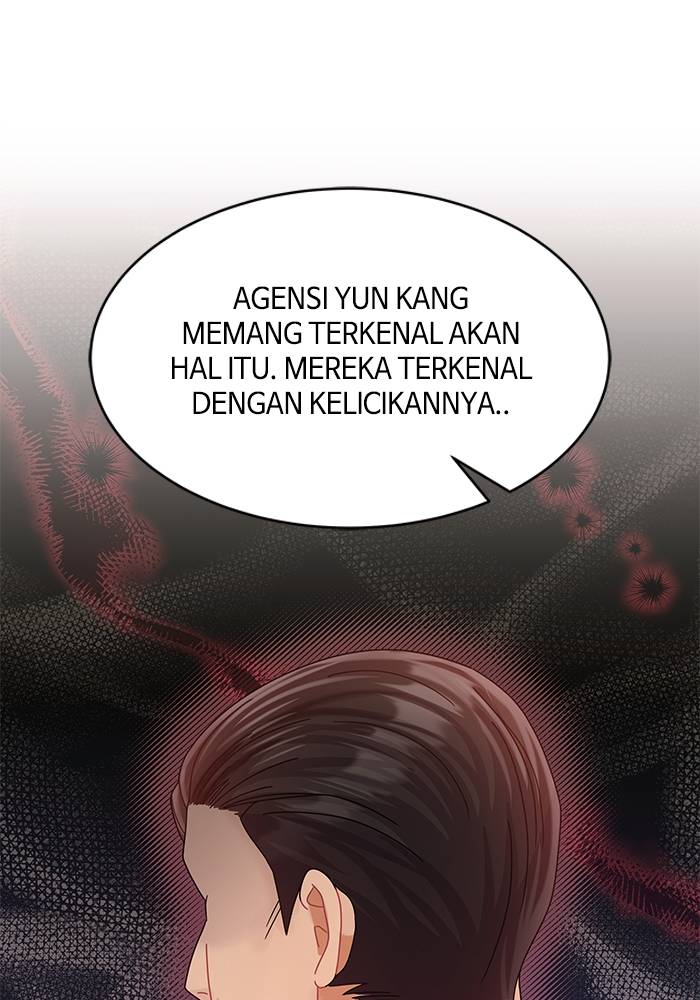 AGENSI YUN KANG
MEMANG TERKENAL AKAN
HAL ITU. MEREKA TERKENAL
DENGAN KELICIKANNYA..